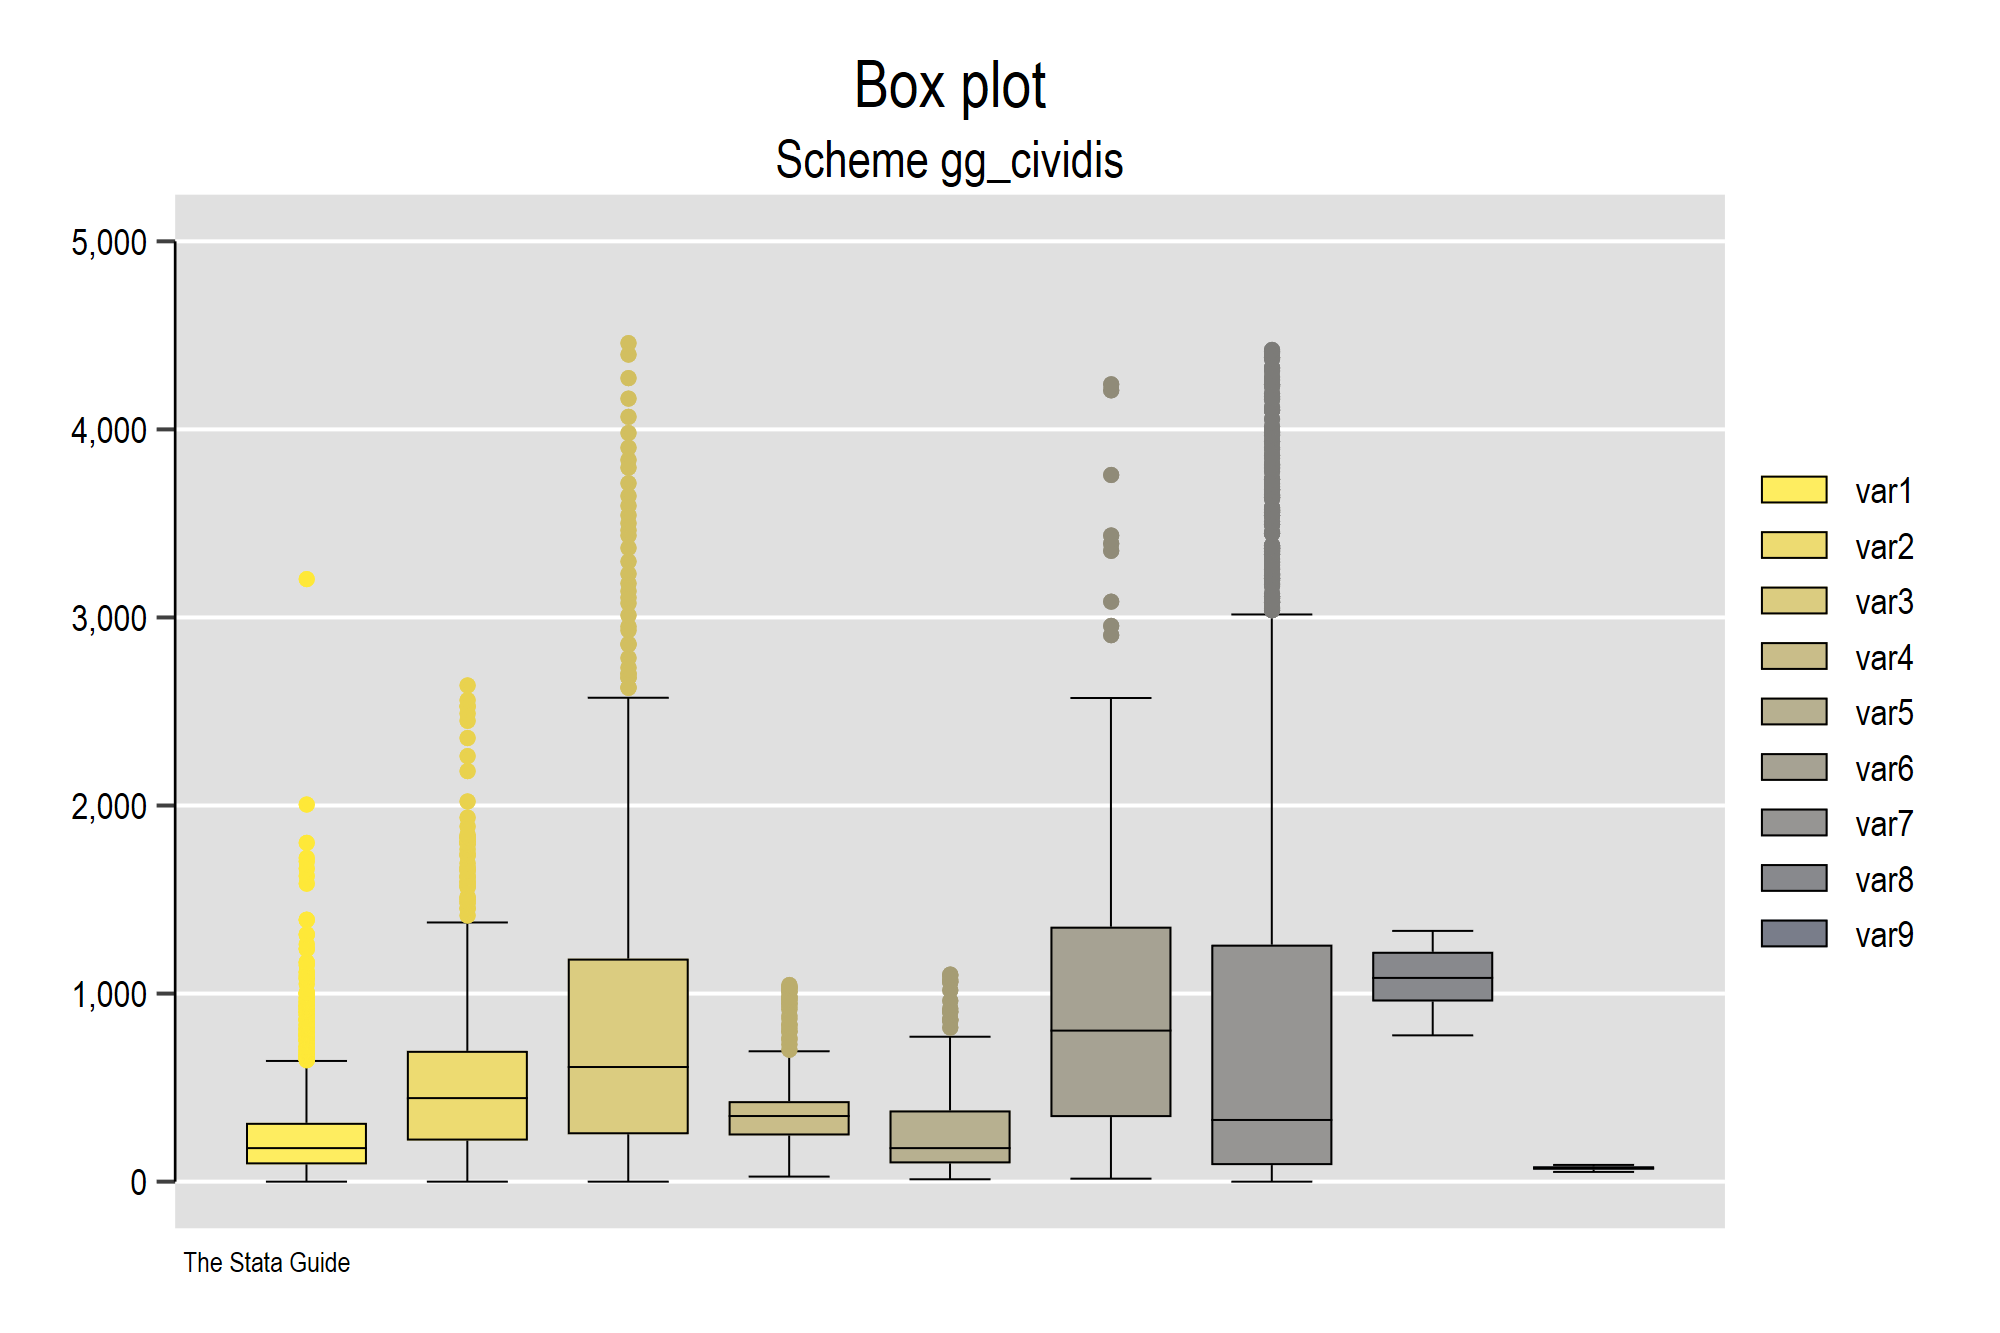 Box plot
Scheme gg_cividis
5,000
4,000
3,000
2,000
1,000
0
var1
var2
var3
var4
var5
var6
var7
var8
var9
The Stata Guide